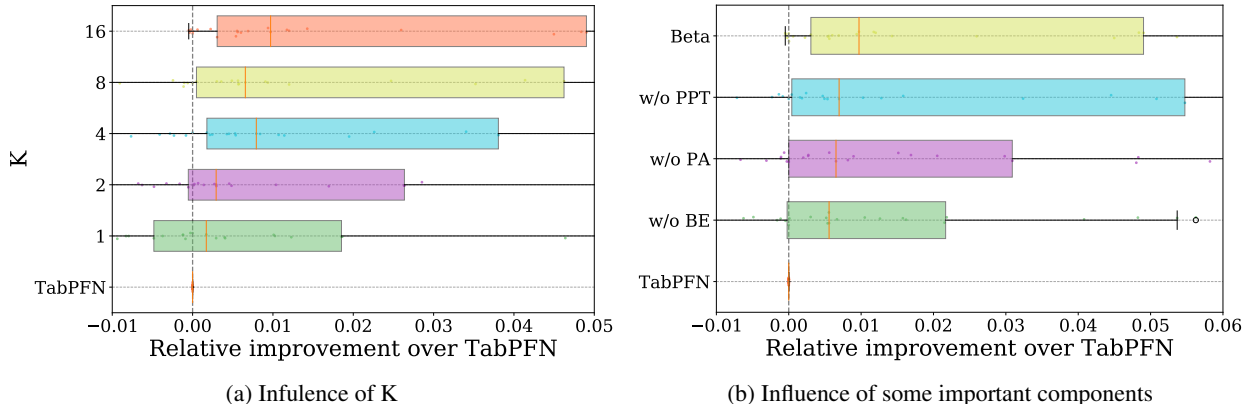 16
8
4
2
1
TabPFN
K
−0.01 0.00 0.01 0.02 0.03 0.04 0.05
Relative improvement over TabPFN
(a) Infulence of K
Beta
w/o PPT
w/o PA
w/o BE
TabPFN
−0.01 0.00 0.01 0.02 0.03 0.04 0.05 0.06
Relative improvement over TabPFN
(b) Influence of some important components